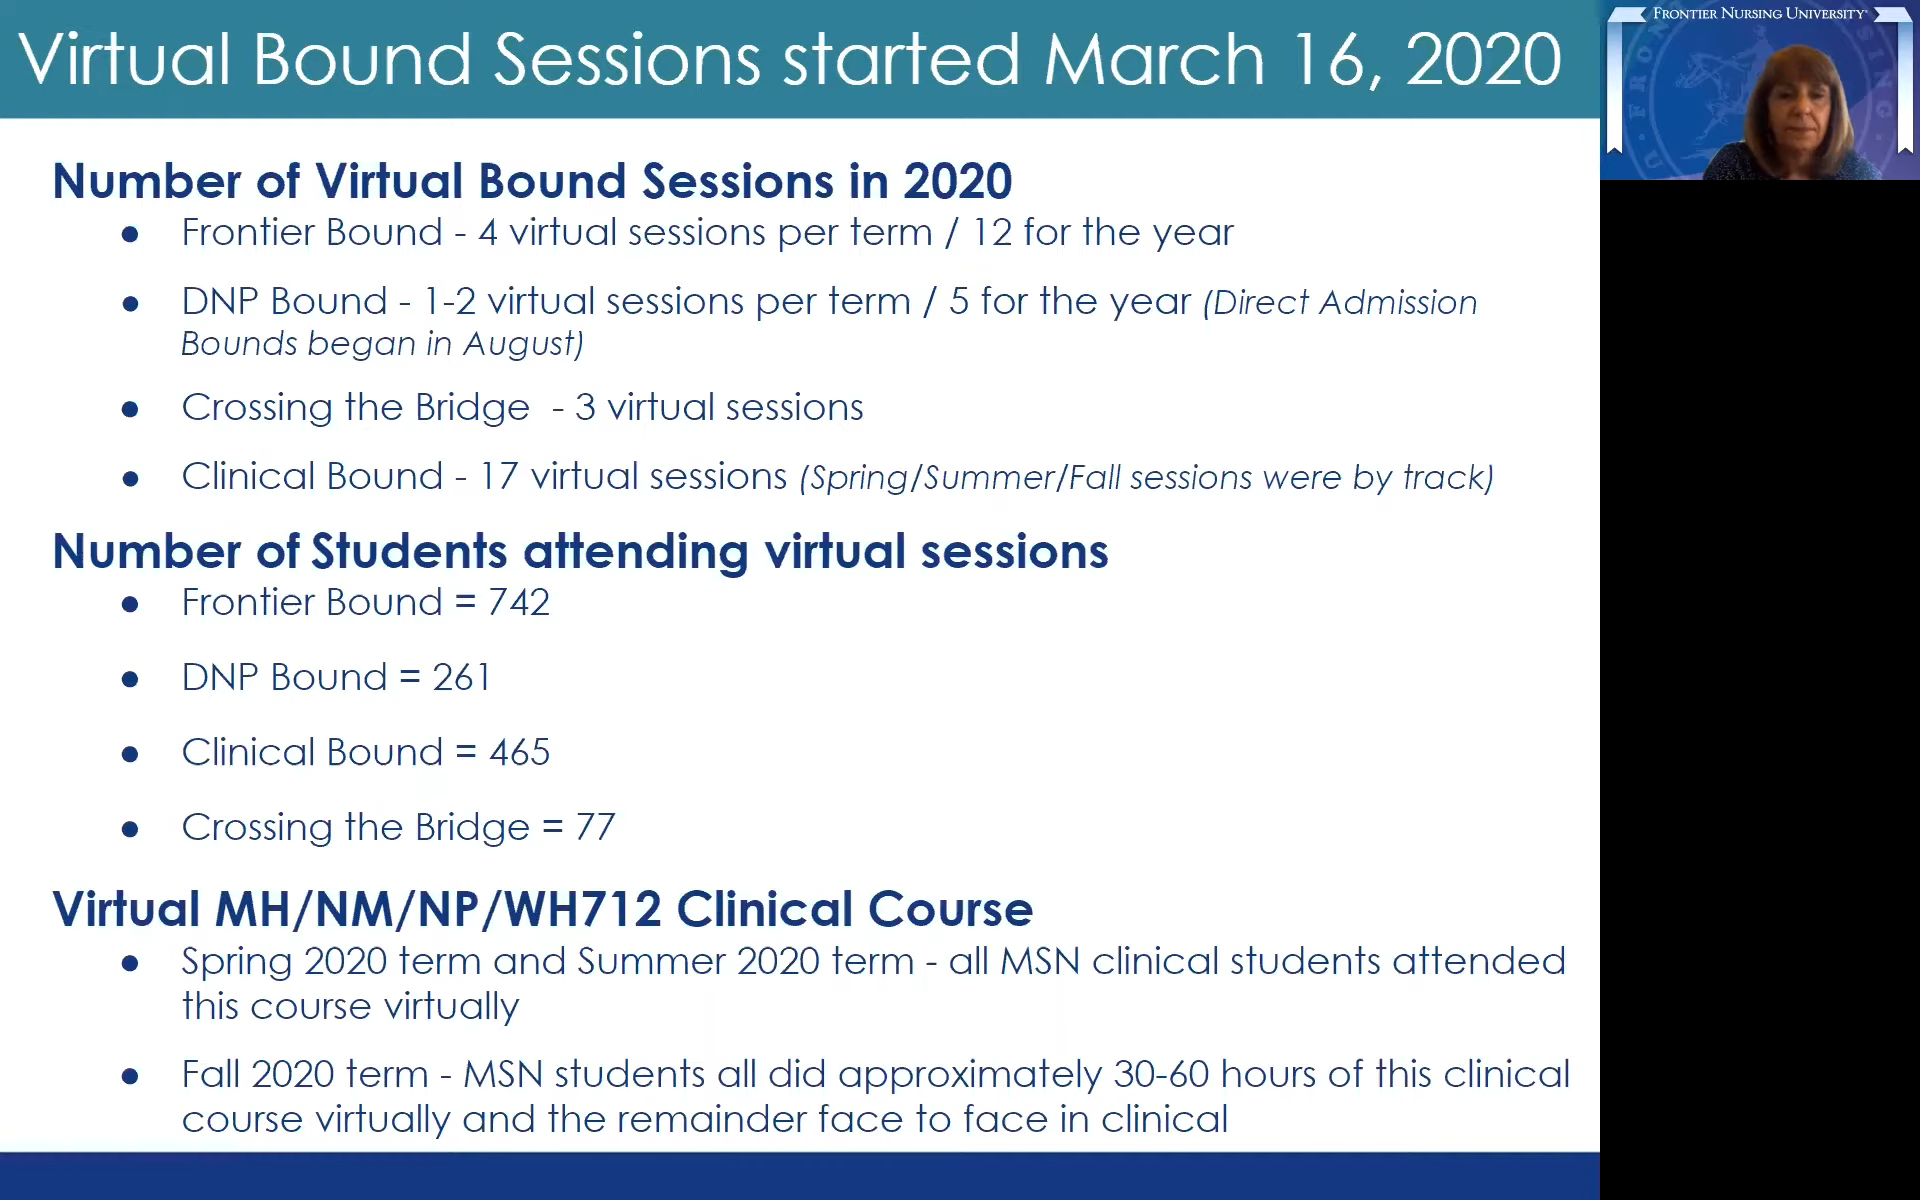 Virtual Bound Sessions started March 16, 2020
FRONTIER NURSING UNIVERSITY
Number of Virtual Bound Sessions in 2020
● Frontier Bound - 4 virtual sessions per term / 12 for the year
● DNP Bound - 1-2 virtual sessions per term / 5 for the year (Direct Admission
Bounds began in August)
● Crossing the Bridge  - 3 virtual sessions
● Clinical Bound - 17 virtual sessions (Spring/Summer/Fall sessions were by track)
Number of Students attending virtual sessions
● Frontier Bound = 742
● DNP Bound = 261
● Clinical Bound = 465
● Crossing the Bridge = 77
Virtual MH/NM/NP/WH712 Clinical Course
● Spring 2020 term and Summer 2020 term - all MSN clinical students attended
this course virtually
● Fall 2020 term - MSN students all did approximately 30-60 hours of this clinical
course virtually and the remainder face to face in clinical